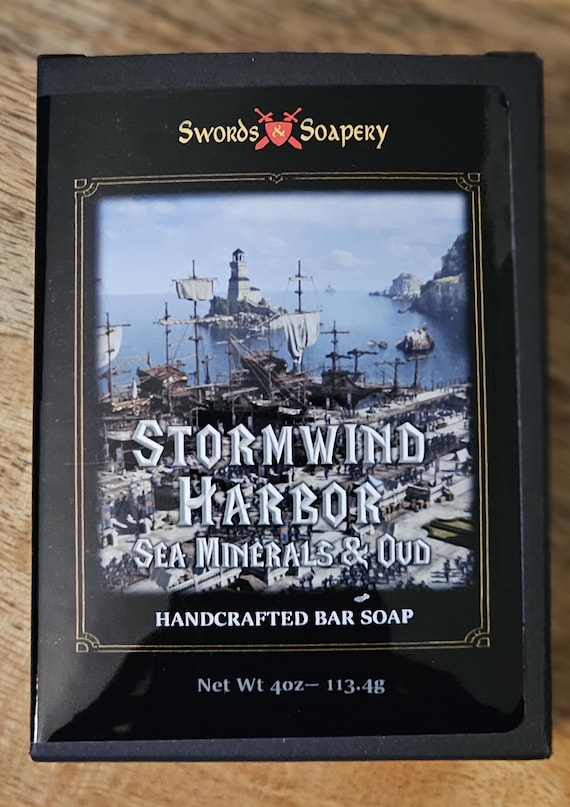 Swords & Soapery
Stormwind
Harbor
Sea Minerals & Oud
HANDCRAFTED BAR SOAP
Net Wt 4oz— 113.4g